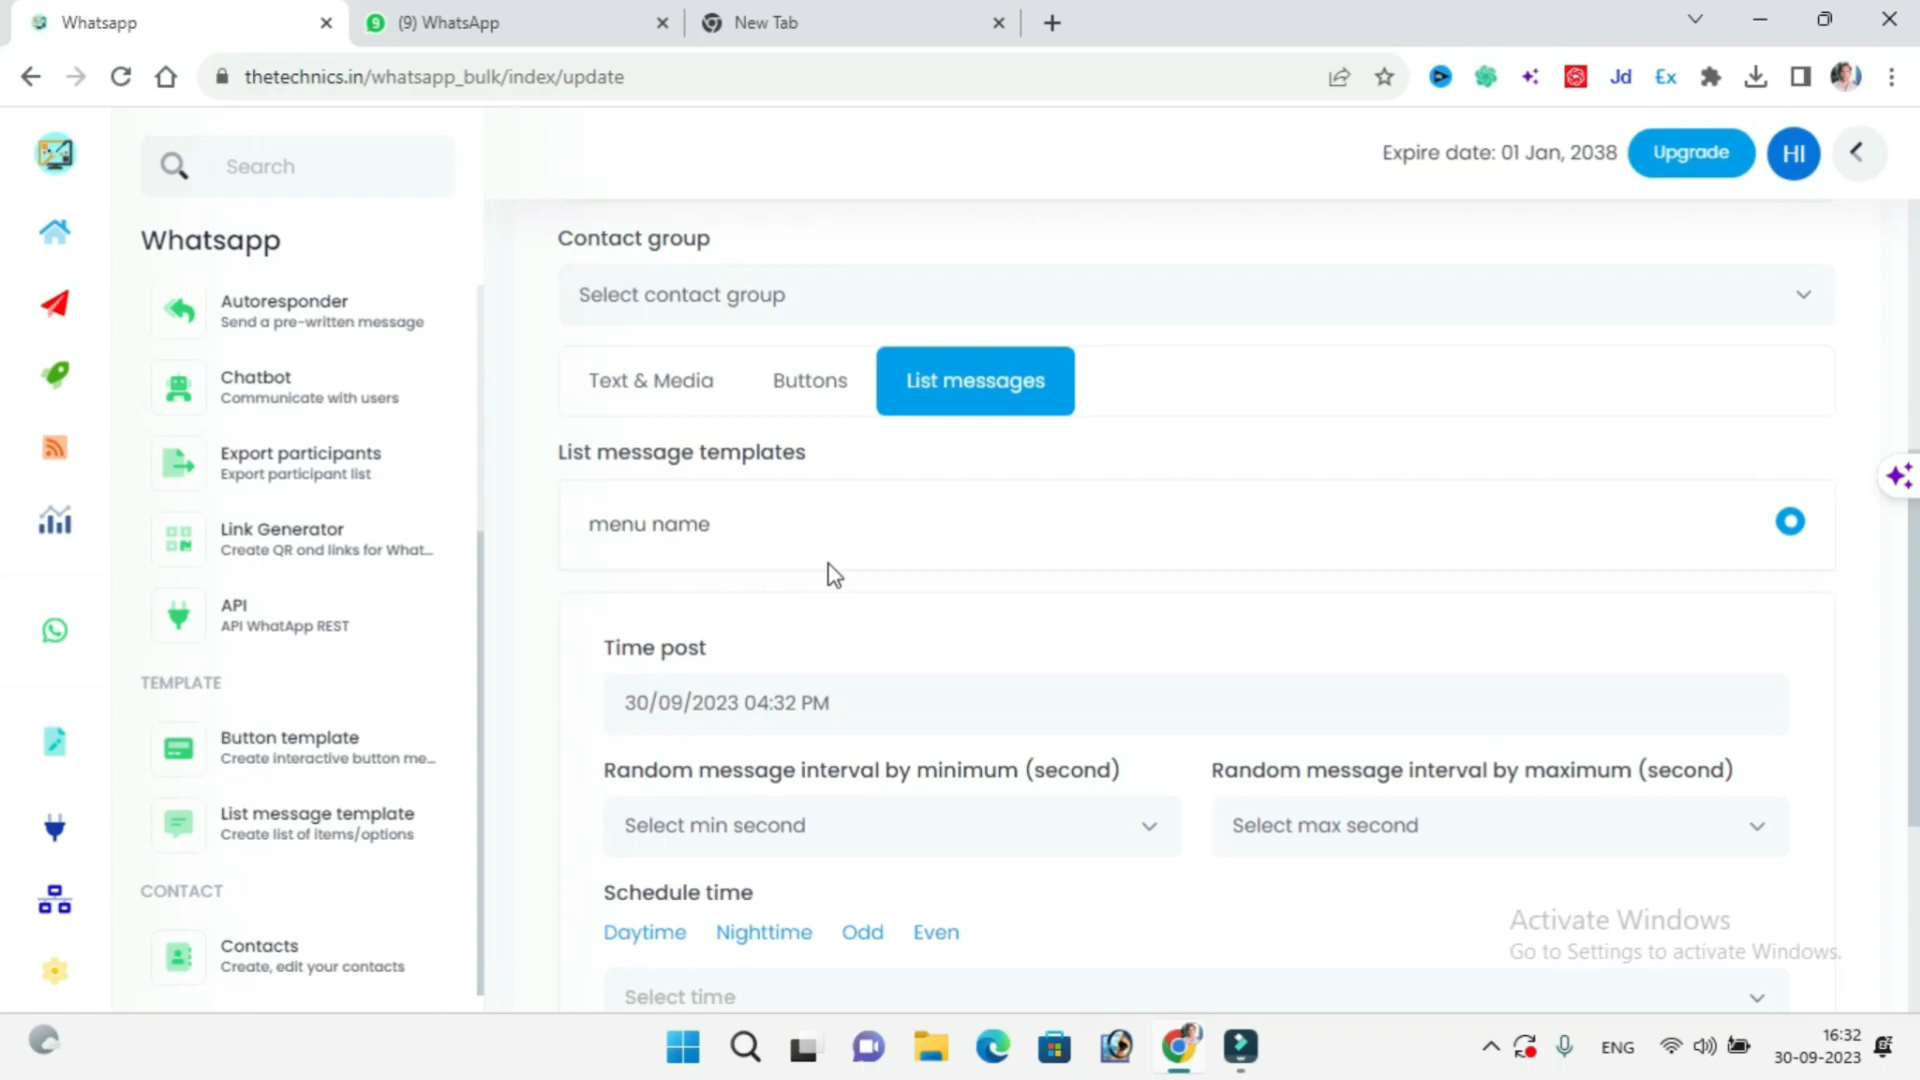 Whatsapp
(9) WhatsApp
New Tab
thetechnics.in/whatsapp_bulk/index/update
Jd
Ex
Search
Expire date: 01 Jan, 2038
Upgrade
HI
Whatsapp
Autoresponder
Send a pre-written message
Chatbot
Communicate with users
Export participants
Export participant list
Link Generator
Create QR ond links for What...
API
API WhatApp REST
TEMPLATE
Button template
Create interactive button me...
List message template
Create list of items/options
CONTACT
Contacts
Create, edit your contacts
Contact group
Select contact group
Text & Media
Buttons
List messages
List message templates
menu name
Time post
30/09/2023 04:32 PM
Random message interval by minimum (second)
Random message interval by maximum (second)
Select min second
Select max second
Schedule time
Daytime
Nighttime
Odd
Even
Select time
Activate Windows
Go to Settings to activate Windows.
ENG
16:32
30-09-2023